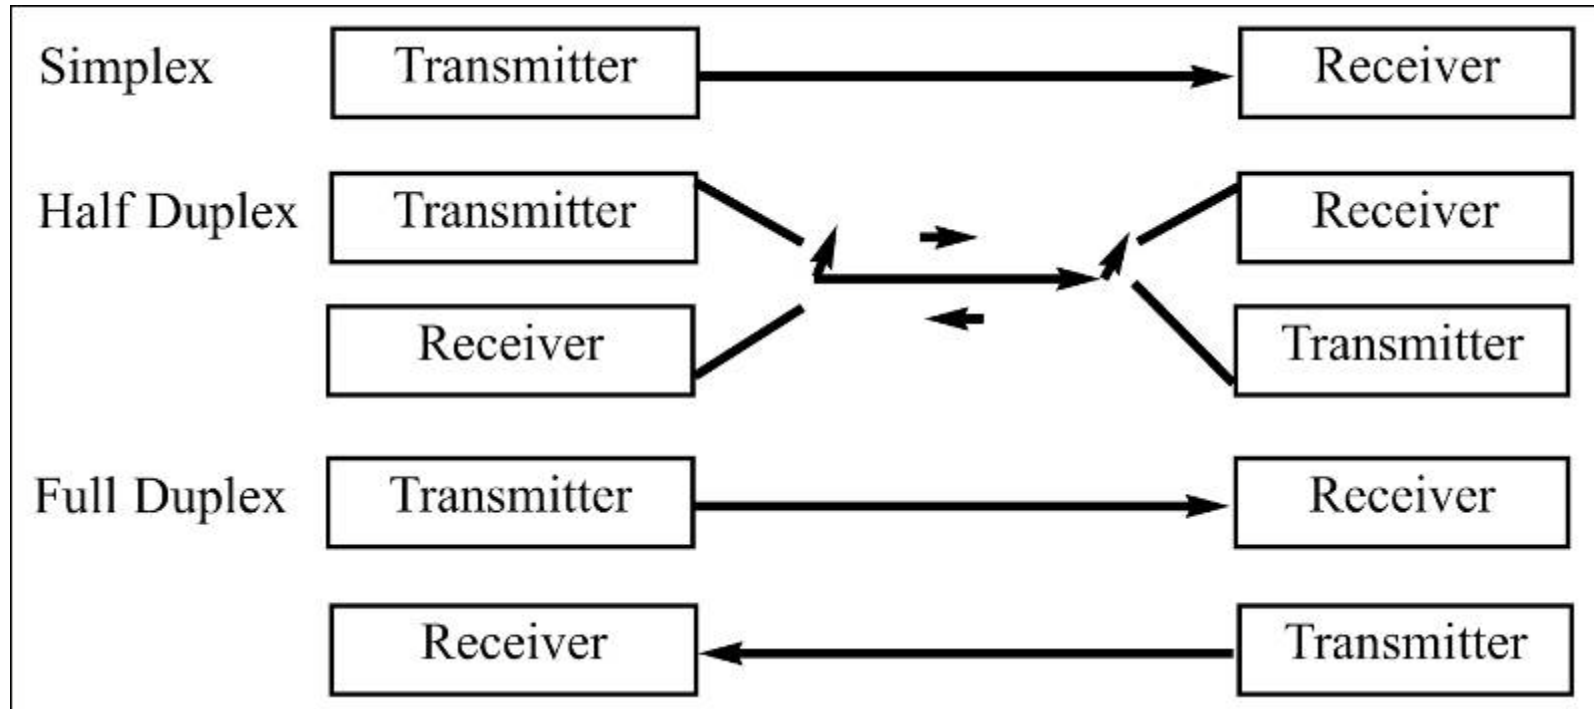 Simplex Transmitter Receiver
Half Duplex Transmitter Receiver
Receiver Transmitter
Full Duplex Transmitter Receiver
Receiver Transmitter